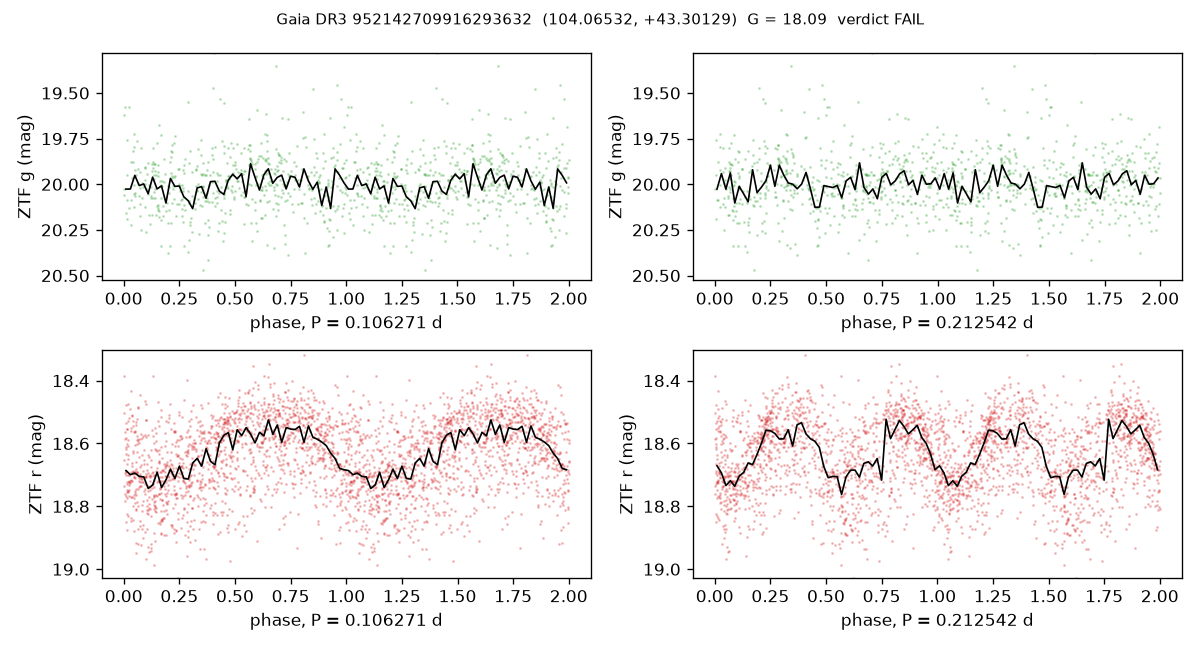 Gaia DR3 952142709916293632  (104.06532, +43.30129)  G = 18.09  verdict FAIL
ZTF g (mag)
19.50
19.75
20.00
20.25
20.50
0.00 0.25 0.50 0.75 1.00 1.25 1.50 1.75 2.00
phase, P = 0.106271 d
ZTF g (mag)
19.50
19.75
20.00
20.25
20.50
0.00 0.25 0.50 0.75 1.00 1.25 1.50 1.75 2.00
phase, P = 0.212542 d
ZTF r (mag)
18.4
18.6
18.8
19.0
0.00 0.25 0.50 0.75 1.00 1.25 1.50 1.75 2.00
phase, P = 0.106271 d
ZTF r (mag)
18.4
18.6
18.8
19.0
0.00 0.25 0.50 0.75 1.00 1.25 1.50 1.75 2.00
phase, P = 0.212542 d